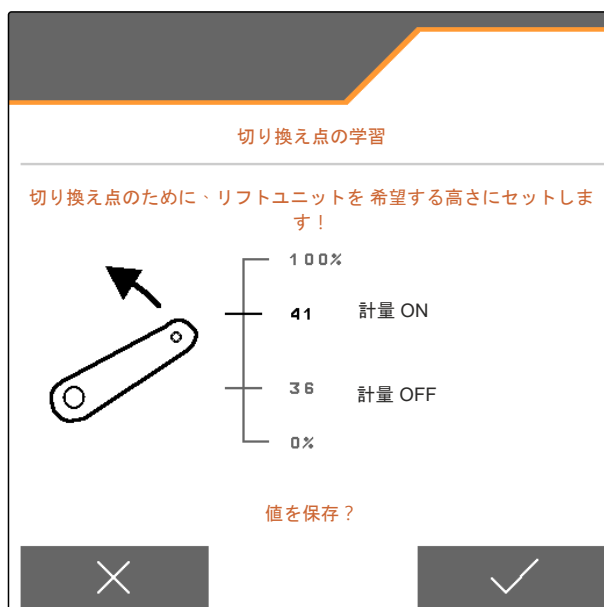 切り換え点の学習
切り換え点のために、リフトユニットを 希望する高さにセットしま
す！
100%
41 計量 ON
36 計量 OFF
0%
値を保存？